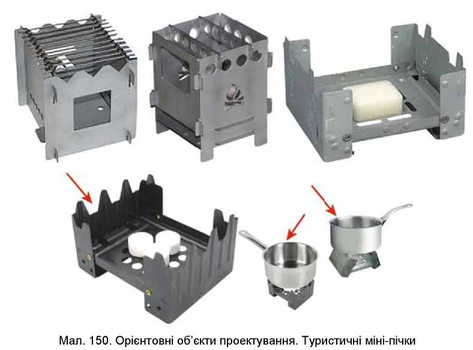 Мал. 150. Орієнтовні об’єкти проектування. Туристичні міні-пічки